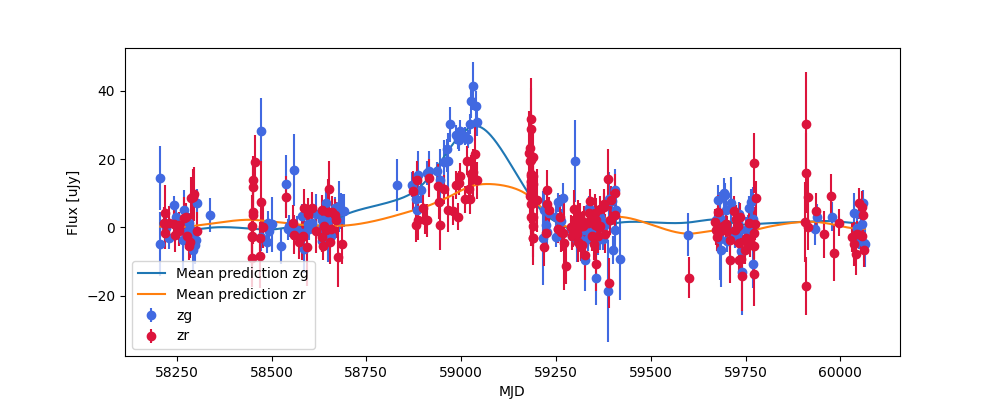 40
20
0
−20
Flux [uJy]
Mean prediction zg
Mean prediction zr
zg
zr
58250 58500 58750 59000 59250 59500 59750 60000
MJD